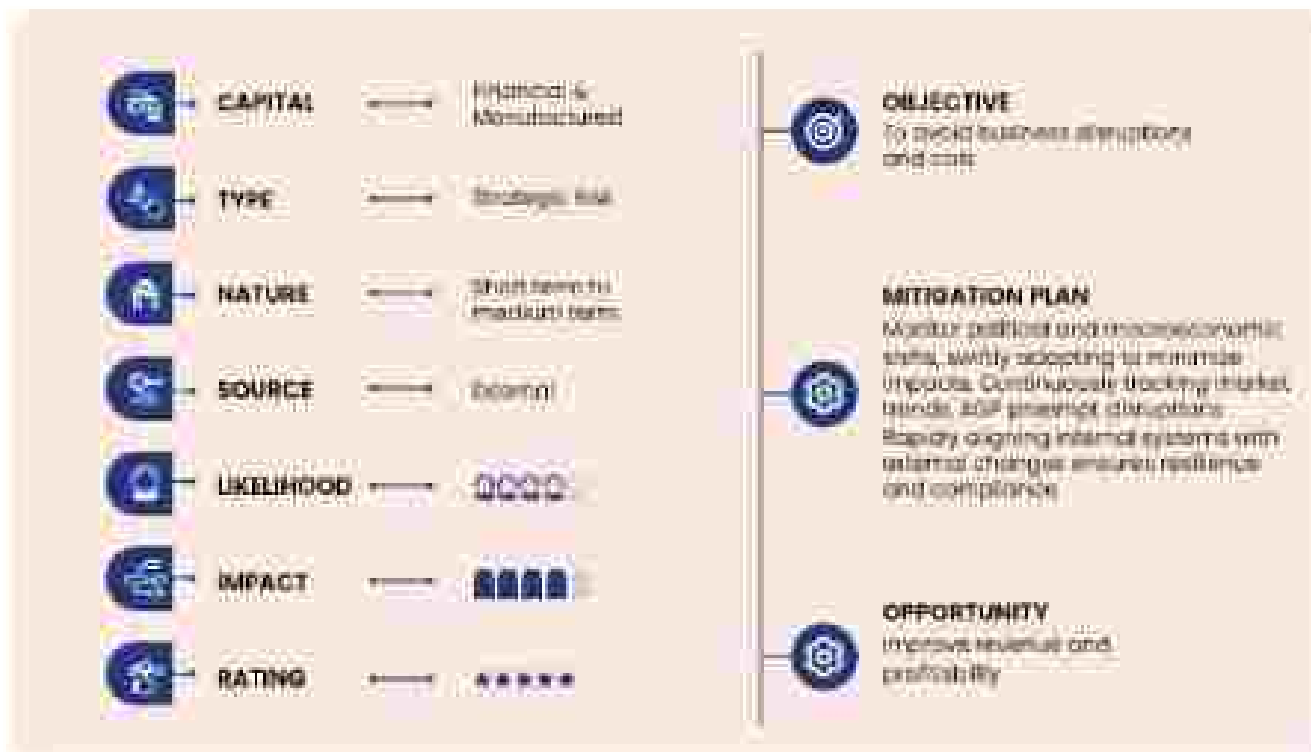 CAPITAL
Financial &
Manufactured
TYPE
Strategic Risk
NATURE
Short term to
medium term
SOURCE
External
LIKELIHOOD
IMPACT
RATING
OBJECTIVE
To avoid business disruptions
and
MITIGATION PLAN
Monitor political and macroeconomic
shifts, swiftly adapting to minimize
impacts. Continuously tracking market
trends, preempt disruptions
Rapidly aligning internal systems with
external changes ensures resilience
and compliance
OPPORTUNITY
Improve revenue and
profitability